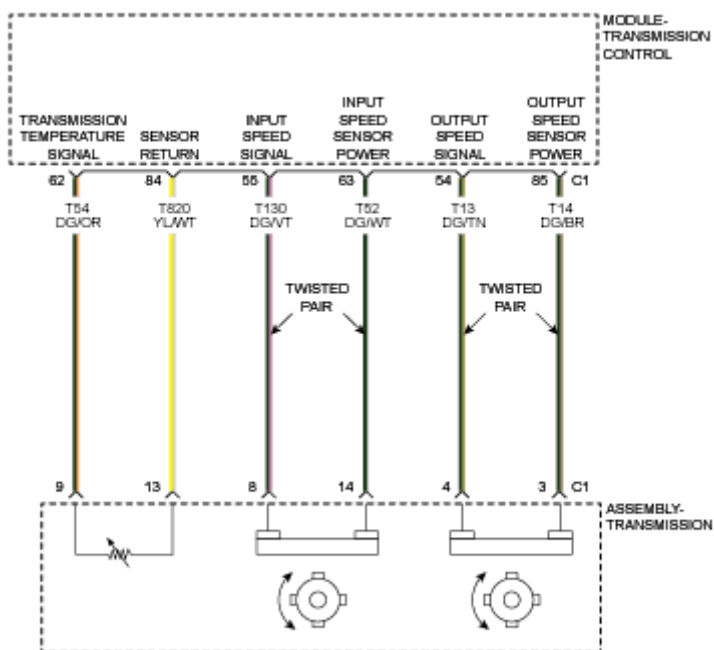 MODULE-
TRANSMISSION
CONTROL
TRANSMISSION
TEMPERATURE
SIGNAL
SENSOR
RETURN
INPUT
SPEED
SIGNAL
INPUT
SPEED
SENSOR
POWER
OUTPUT
SPEED
SIGNAL
OUTPUT
SPEED
SENSOR
POWER
62 84 55 63 54 85 C1
T54
DG/OR
T820
YL/WT
T130
DG/VT
T52
DG/WT
T13
DG/TN
T14
DG/BR
TWISTED
PAIR
TWISTED
PAIR
9 13 8 14 4 3 C1
ASSEMBLY-
TRANSMISSION